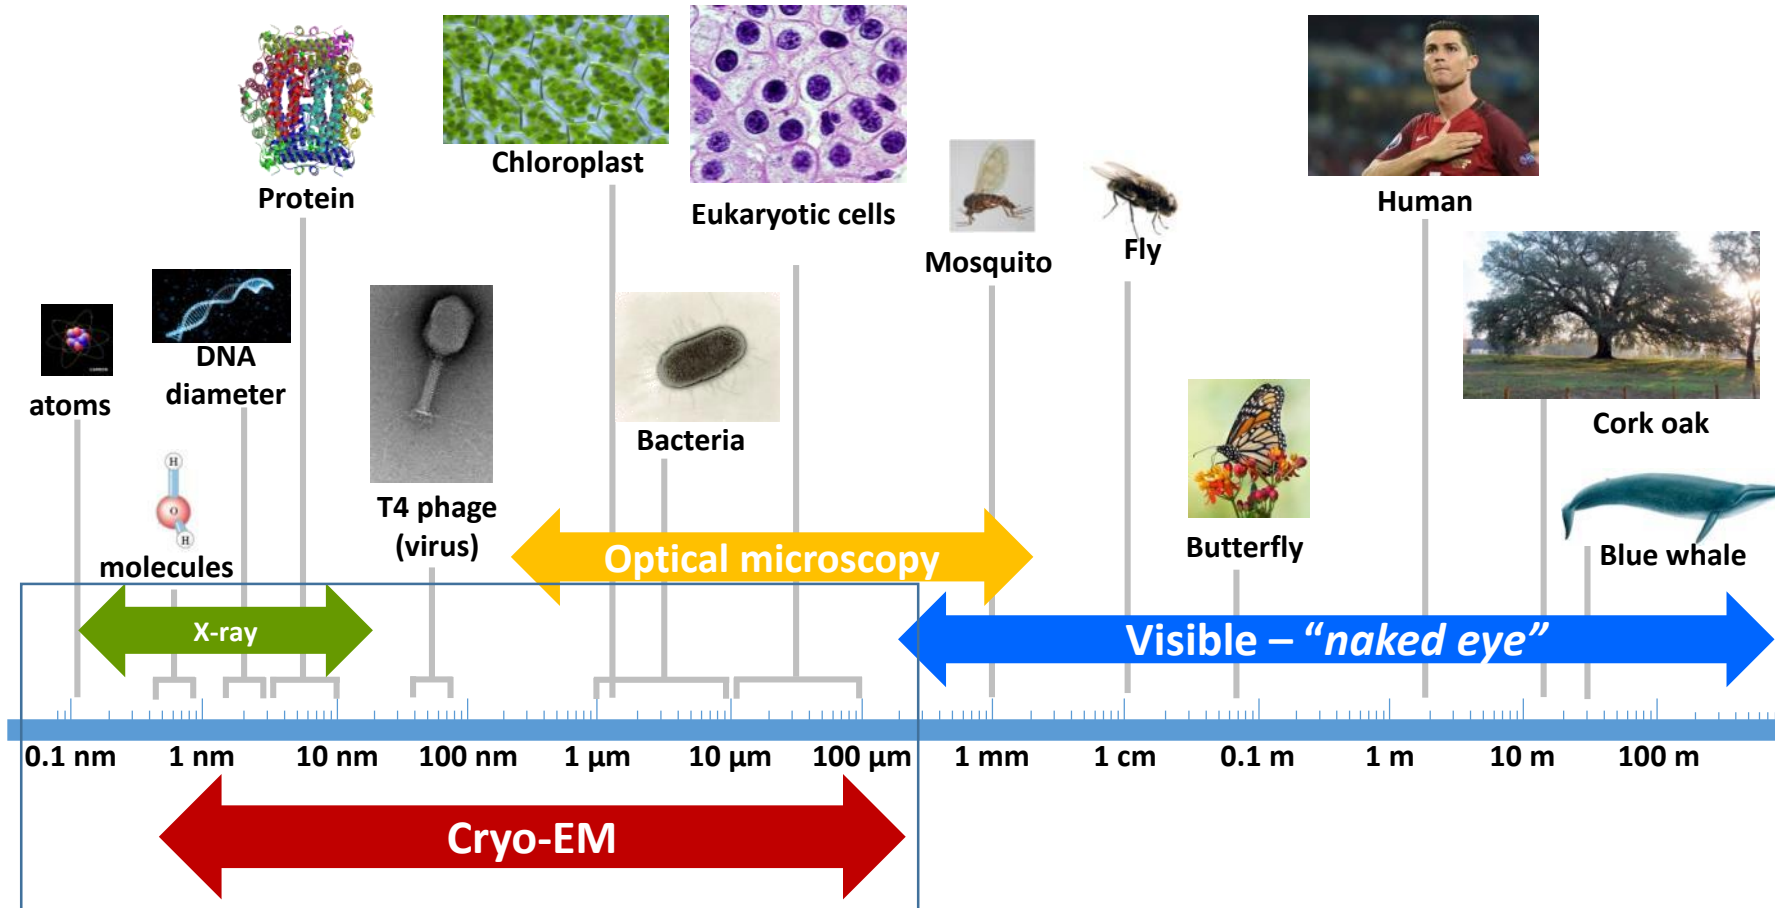 Protein
Chloroplast
Eukaryotic cells
Mosquito
Fly
Human
atoms
DNA
diameter
H
O
H
molecules
T4 phage
(virus)
Bacteria
Butterfly
Cork oak
Blue whale
Optical microscopy
X-ray
Visible – “naked eye”
0.1 nm
1 nm
10 nm
100 nm
1 µm
10 µm
100 µm
1 mm
1 cm
0.1 m
1 m
10 m
100 m
Cryo-EM